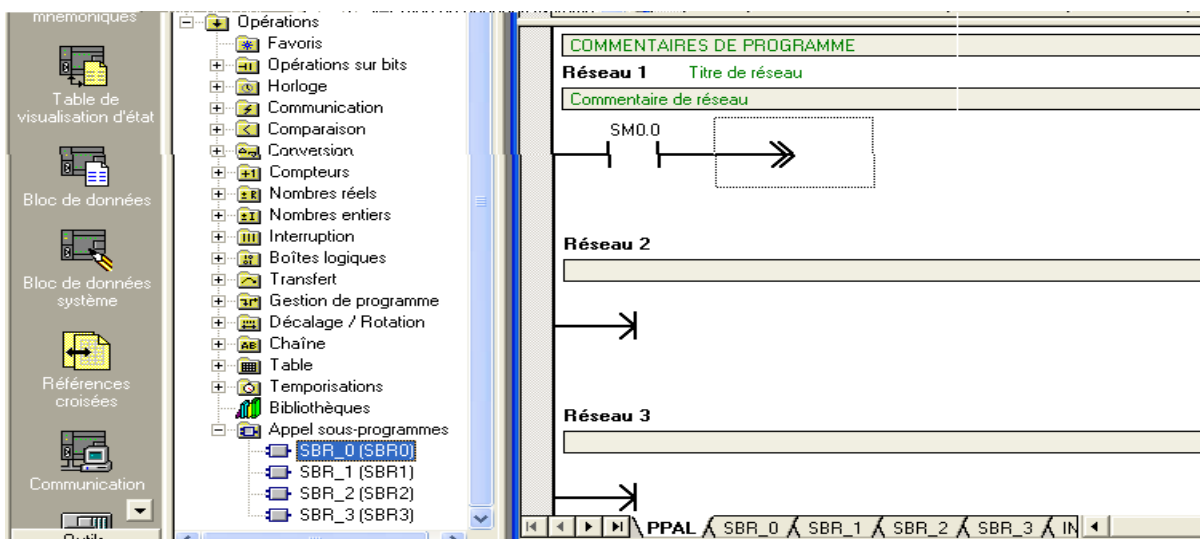 mnémoniques
Table de
visualisation d'état
Bloc de données
Bloc de données
système
Références
croisées
Communication
Opérations
Favoris
Opérations sur bits
Horloge
Communication
Comparaison
Conversion
Compteurs
Nombres réels
Nombres entiers
Interruption
Boîtes logiques
Transfert
Gestion de programme
Décalage / Rotation
Chaîne
Table
Temporisations
Bibliothèques
Appel sous-programmes
SBR_0 (SBR0)
SBR_1 (SBR1)
SBR_2 (SBR2)
SBR_3 (SBR3)
COMMENTAIRES DE PROGRAMME
Réseau 1 Titre de réseau
Commentaire de réseau
SM0.0
Réseau 2
Réseau 3
PPAL SBR_0 SBR_1 SBR_2 SBR_3 IN